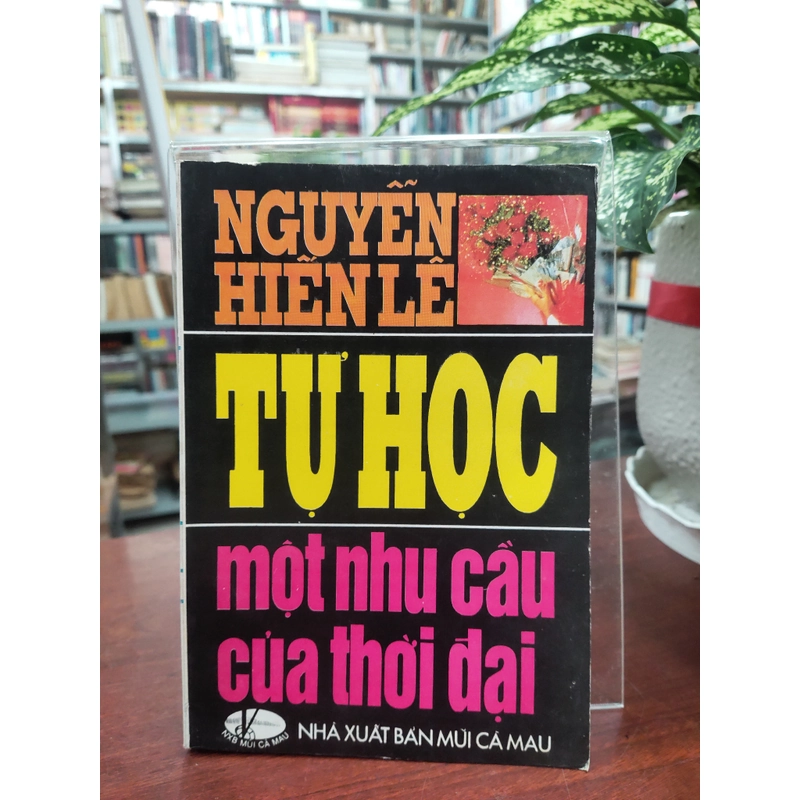 NGUYỄN
HIẾN LÊ
TỰ HỌC
một nhu cầu
của thời đại
NXB MŨI CÀ MAU
NHÀ XUẤT BẢN MŨI CÀ MAU